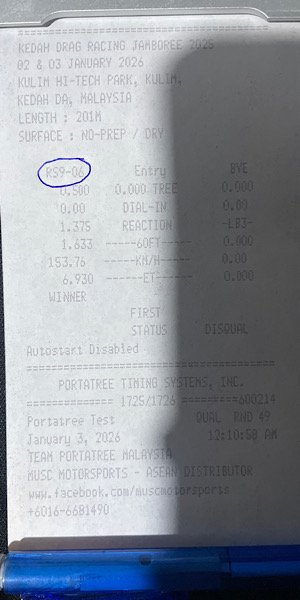 =====================================
KEDAH DRAG RACING JAMBOREE 2025
02 & 03 JANUARY 2026
KULIM HI-TECH PARK, KULIM,
KEDAH DA, MALAYSIA
LENGTH : 201M
SURFACE : NO-PREP / DRY
RS9-06 Entry BYE
0.500 0.000 TREE 0.000
0.00 DIAL-IN 0.00
1.375 REACTION -LB3-
1.633 ------60FT------ 0.000
153.76 -----KM/H----- 0.00
6.930 -------ET------- 0.000
WINNER
FIRST
STATUS DISQUAL
Autostart Disabled
=====================================
PORTATREE TIMING SYSTEMS, INC.
============== 1725/1726 =========600214
Portatree Test QUAL RND 49
January 3, 2026 12:10:58 AM
TEAM PORTATREE MALAYSIA
MUSC MOTORSPORTS - ASEAN DISTRIBUTOR
www.facebook.com/muscmotorsports
+6016-6681490